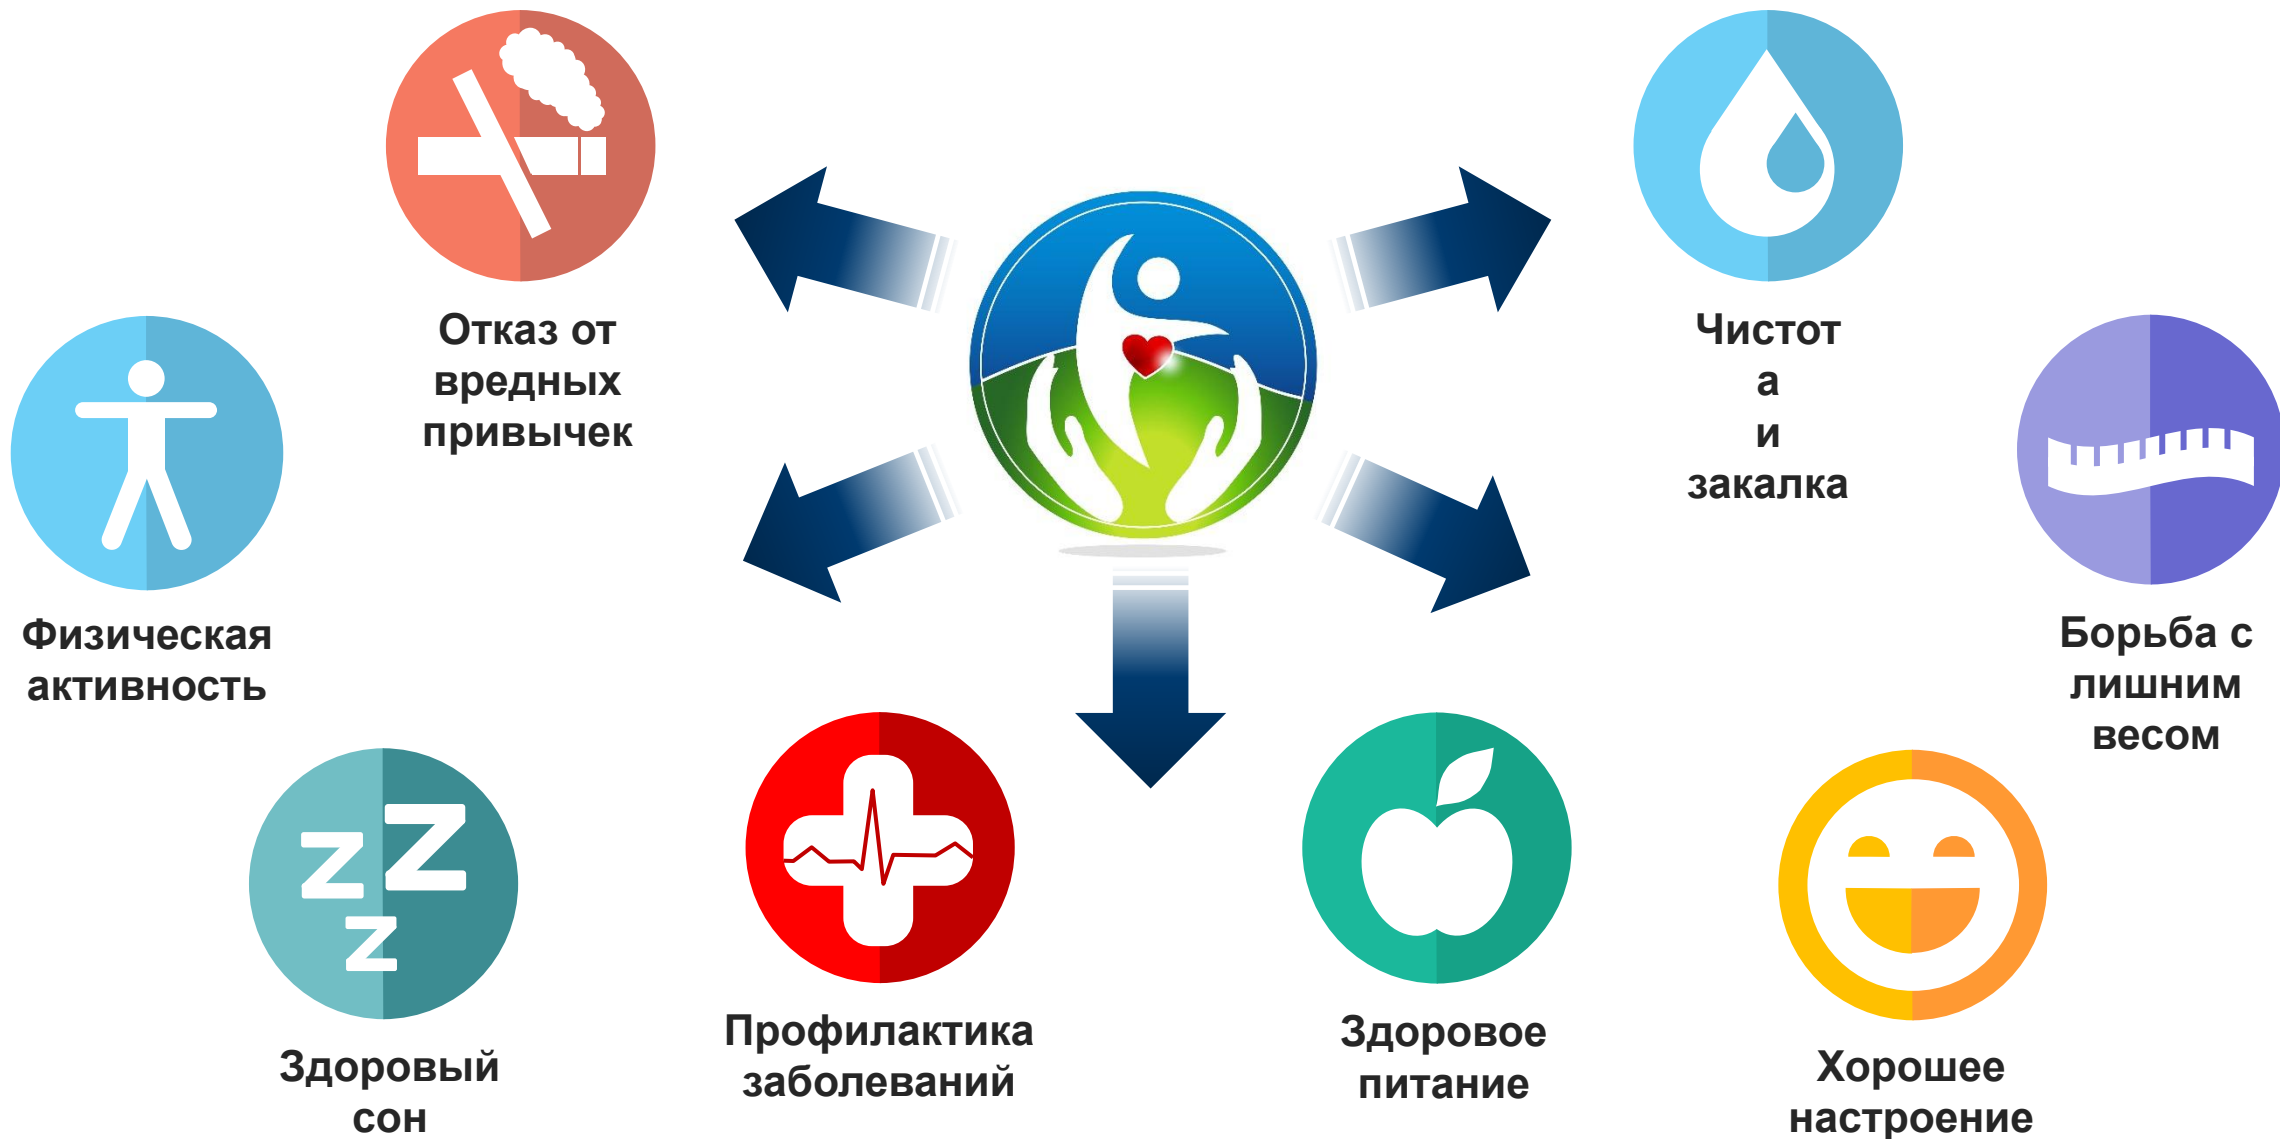 Отказ от
вредных
привычек
Чистот
а
и
закалка
Физическая
активность
Борьба с
лишним
весом
Здоровый
сон
Профилактика
заболеваний
Здоровое
питание
Хорошее
настроение